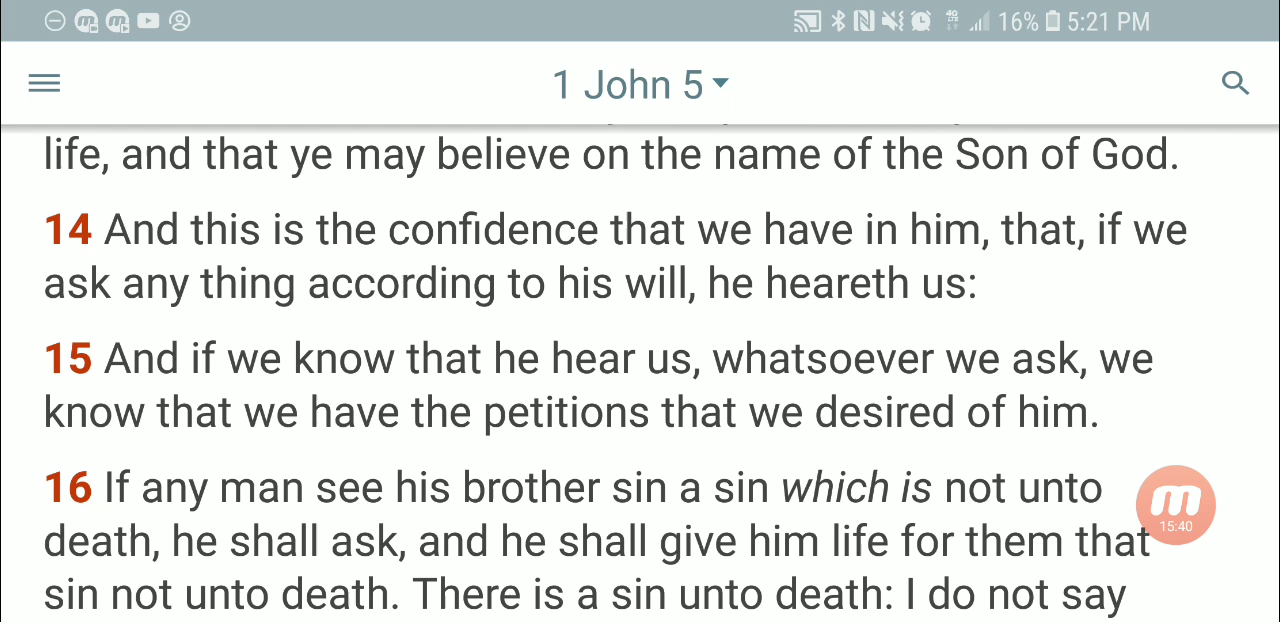 16% 5:21 PM
1 John 5
life, and that ye may believe on the name of the Son of God.
14 And this is the confidence that we have in him, that, if we
ask any thing according to his will, he heareth us:
15 And if we know that he hear us, whatsoever we ask, we
know that we have the petitions that we desired of him.
16 If any man see his brother sin a sin which is not unto
death, he shall ask, and he shall give him life for them that
sin not unto death. There is a sin unto death: I do not say
m
15:40